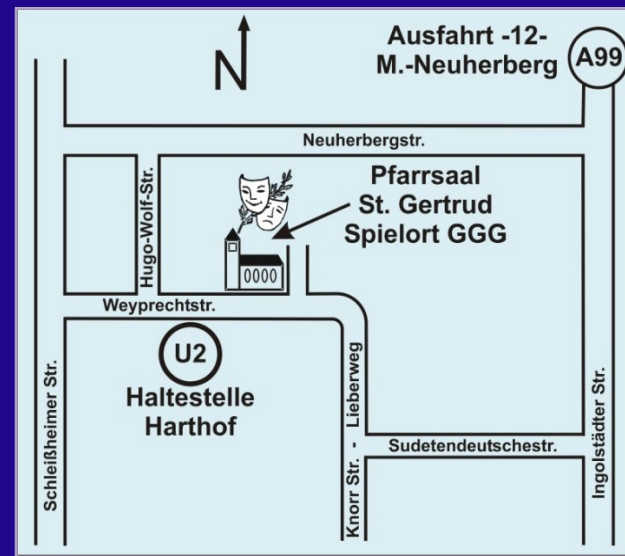 Ausfahrt -12-
M.-Neuherberg
A99
N
Neuherbergstr.
Hugo-Wolf-Str.
Pfarrsaal
St. Gertrud
Spielort GGG
Weyprechtstr.
U2
Haltestelle
Harthof
Schleißheimer Str.
Knorr Str. - Lieberweg
Sudetendeutschestr.
Ingolstädter Str.